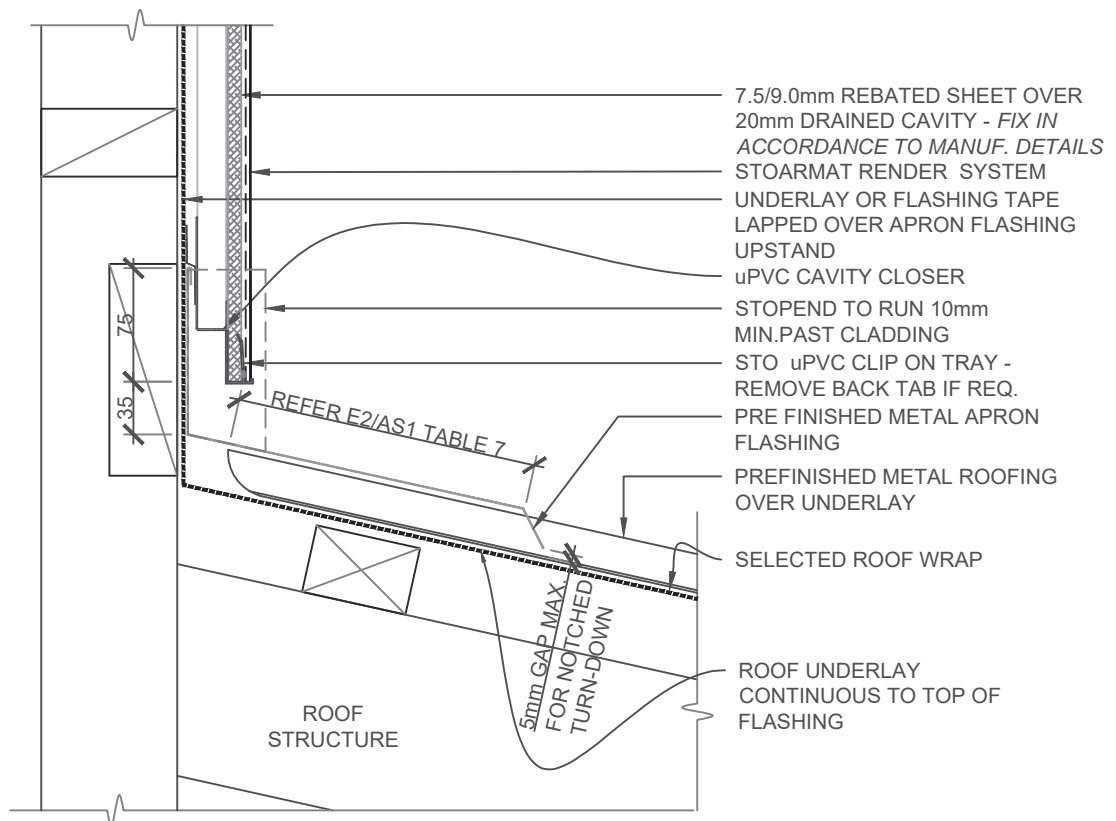 7.5/9.0mm REBATED SHEET OVER
20mm DRAINED CAVITY - FIX IN
ACCORDANCE TO MANUF. DETAILS
STOARMAT RENDER SYSTEM
UNDERLAY OR FLASHING TAPE
LAPPED OVER APRON FLASHING
UPSTAND
uPVC CAVITY CLOSER
STOPEND TO RUN 10mm
MIN.PAST CLADDING
STO uPVC CLIP ON TRAY -
REMOVE BACK TAB IF REQ.
PRE FINISHED METAL APRON
FLASHING
PREFINISHED METAL ROOFING
OVER UNDERLAY
SELECTED ROOF WRAP
ROOF UNDERLAY
CONTINUOUS TO TOP OF
FLASHING
75
35
REFER E2/AS1 TABLE 7
5mm GAP MAX.
FOR NOTCHED
TURN-DOWN
ROOF
STRUCTURE